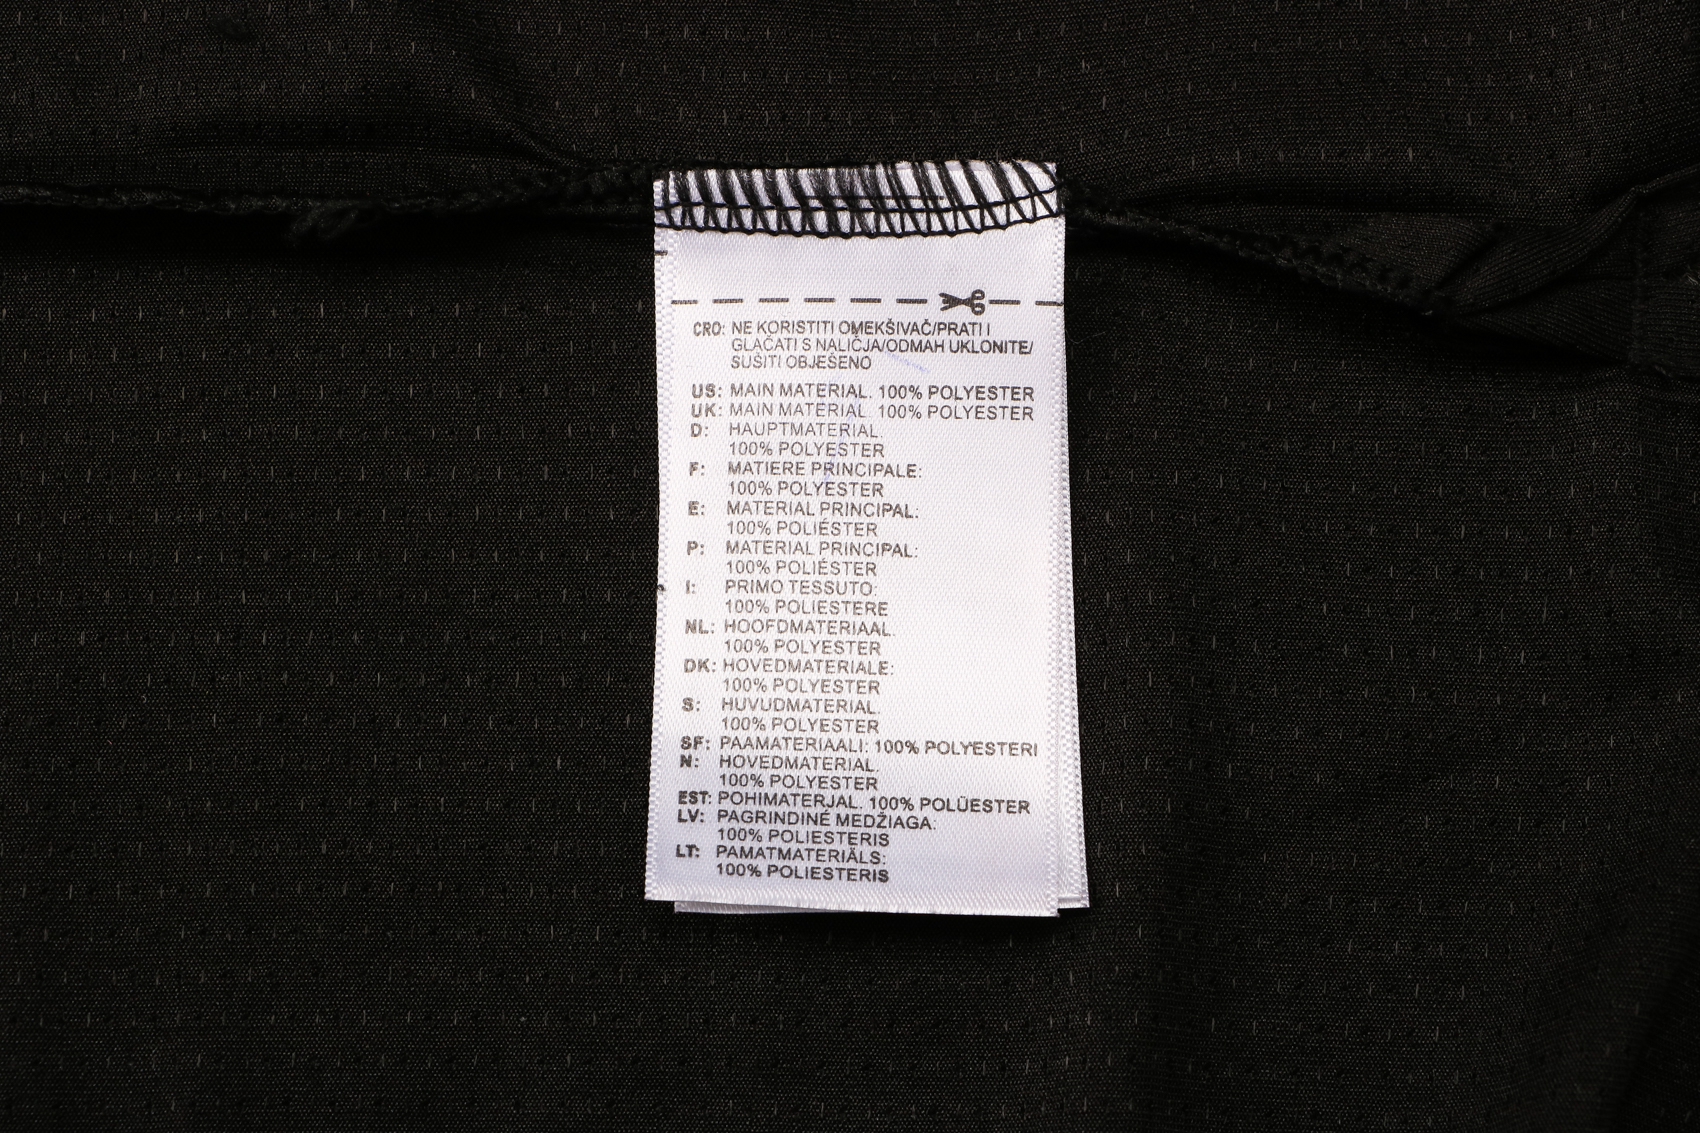 CRO: NE KORISTITI OMEKŠIVAČ/PRATI I
GLAČATI S NALIČJA/ODMAH UKLONITE/
SUŠITI OBJEŠENO
US: MAIN MATERIAL. 100% POLYESTER
UK: MAIN MATERIAL. 100% POLYESTER
D: HAUPTMATERIAL.
100% POLYESTER
F: MATIERE PRINCIPALE:
100% POLYESTER
E: MATERIAL PRINCIPAL:
100% POLIÉSTER
P: MATERIAL PRINCIPAL:
100% POLIÉSTER
I: PRIMO TESSUTO:
100% POLIESTERE
NL: HOOFDMATERIAAL.
100% POLYESTER
DK: HOVEDMATERIALE:
100% POLYESTER
S: HUVUDMATERIAL.
100% POLYESTER
SF: PAAMATERIAALI: 100% POLYESTERI
N: HOVEDMATERIAL.
100% POLYESTER
EST: POHIMATERJAL. 100% POLÜESTER
LV: PAGRINDINĖ MEDŽIAGA:
100% POLIESTERIS
LT: PAMATMATERIĀLS:
100% POLIESTERIS